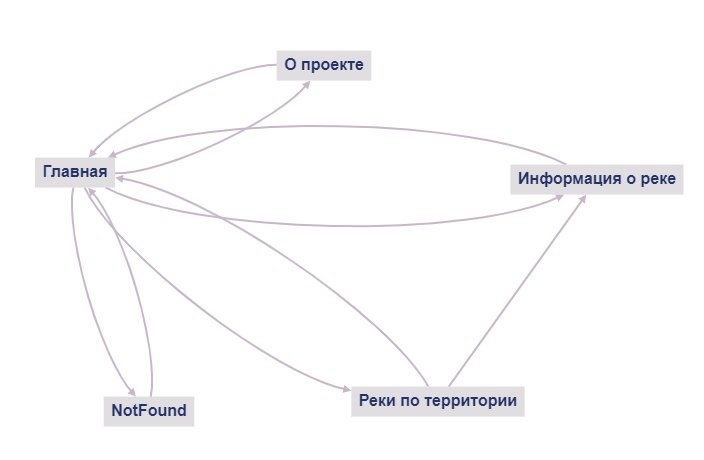 О проекте
Главная
Информация о реке
Реки по территории
NotFound